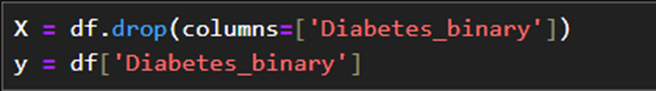 X = df.drop(columns=['Diabetes_binary'])
y = df['Diabetes_binary']